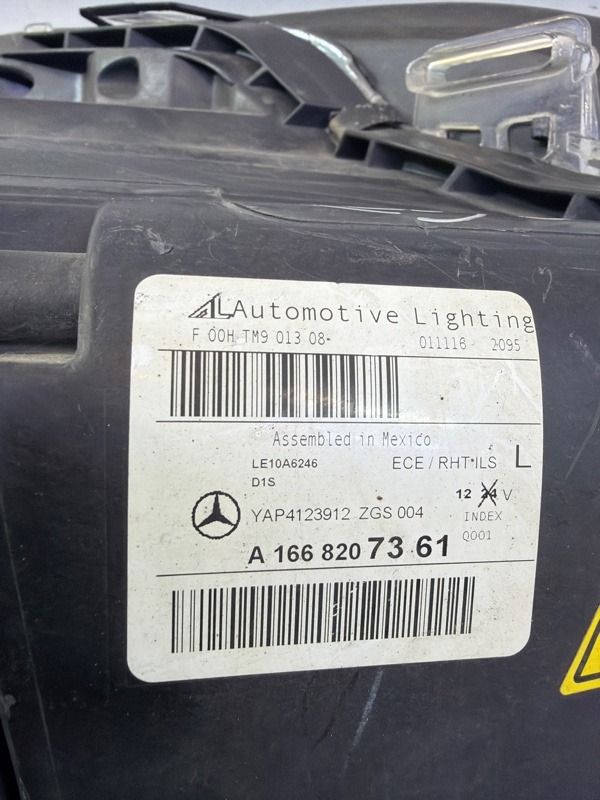 AL Automotive Lighting
F 00H TM9 013 08- 011116 2095
Assembled in Mexico
LE10A6246 ECE / RHT ILS L
D1S
12 24 V
YAP4123912 ZGS 004 INDEX
Q001
A 166 820 73 61